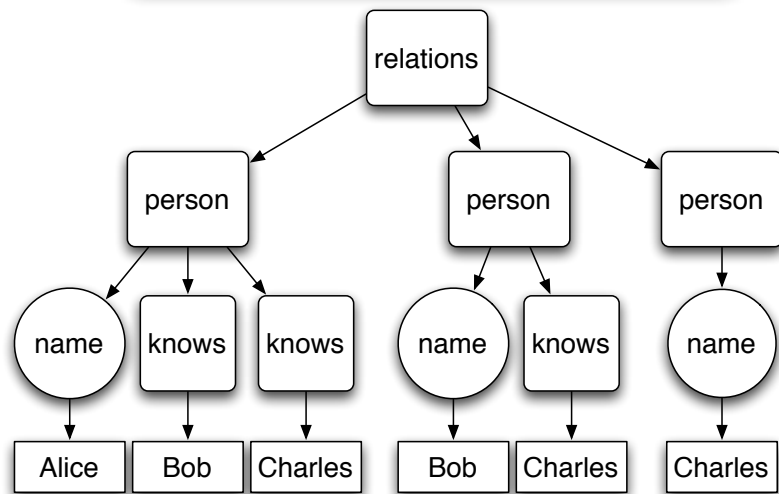 relations
person person person
name knows knows name knows name
Alice Bob Charles Bob Charles Charles